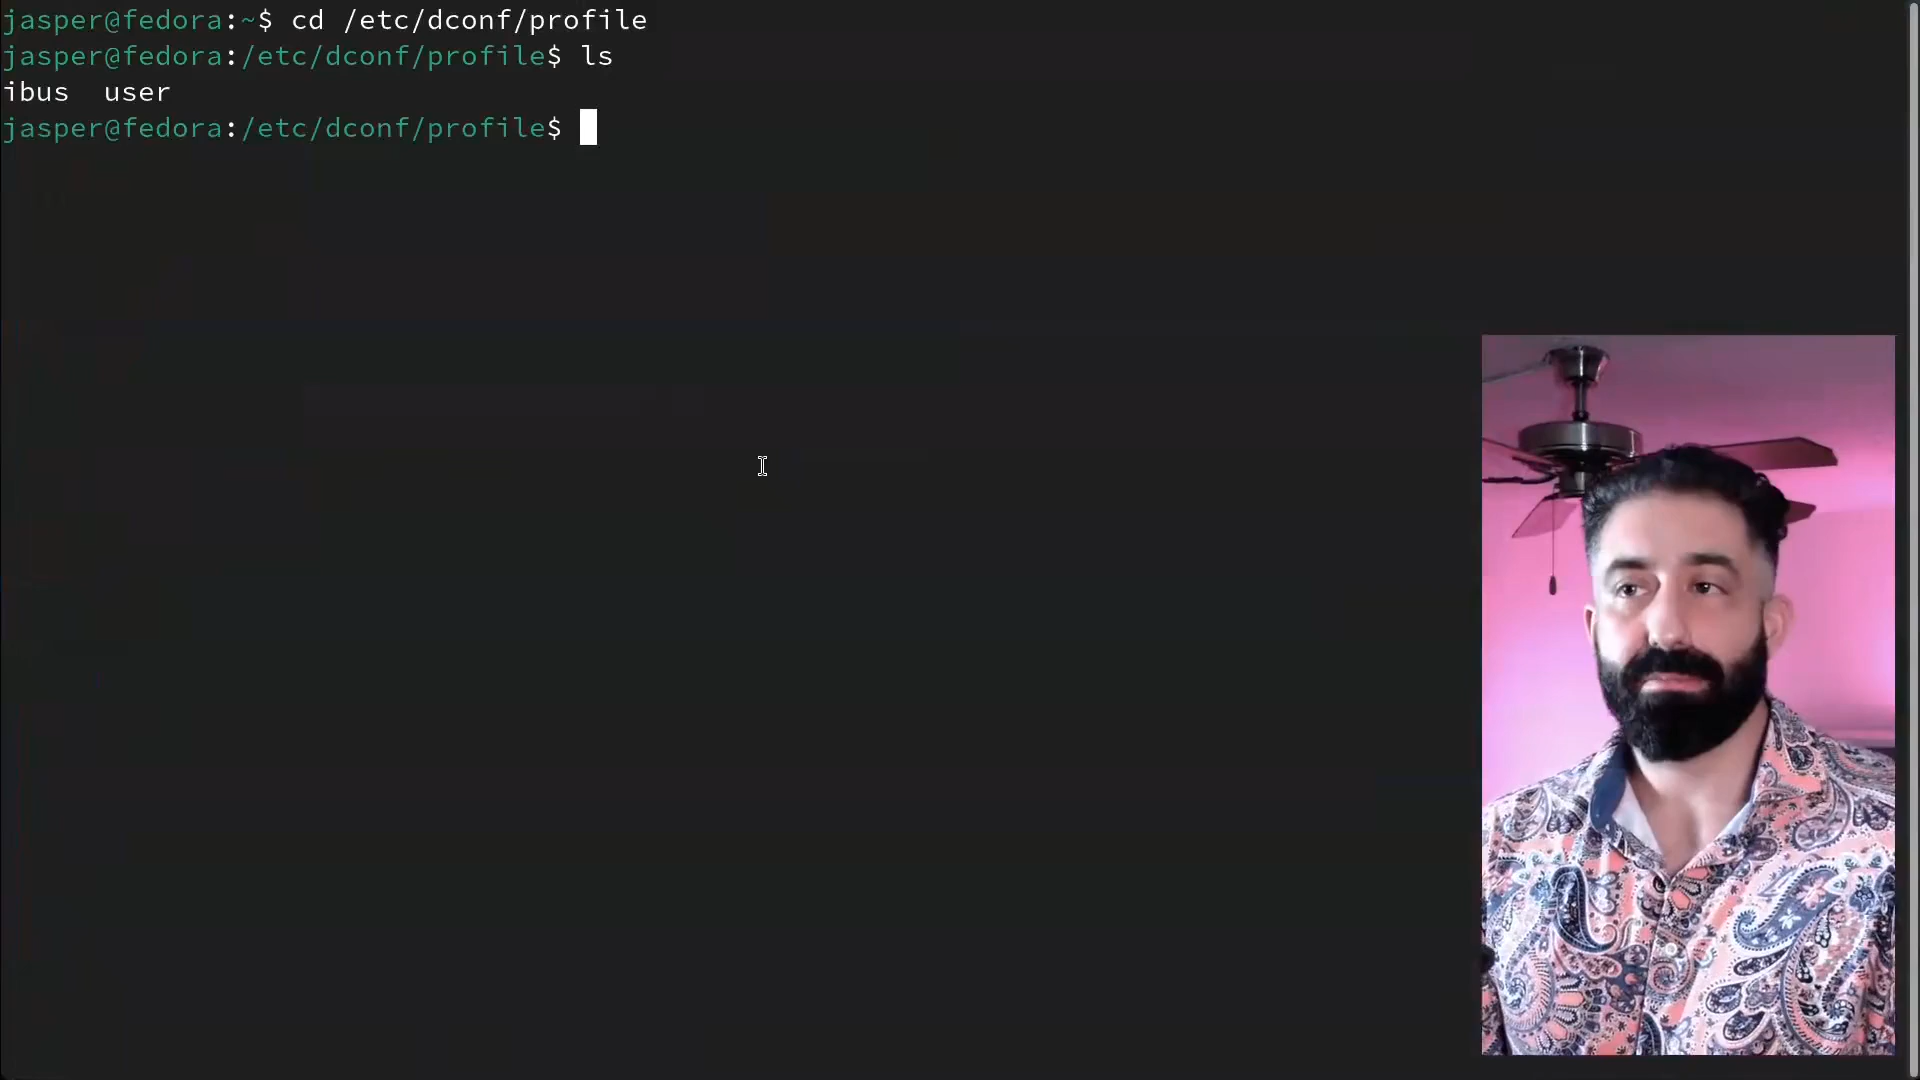 jasper@fedora:~$ cd /etc/dconf/profile
jasper@fedora:/etc/dconf/profile$ ls
ibus  user
jasper@fedora:/etc/dconf/profile$